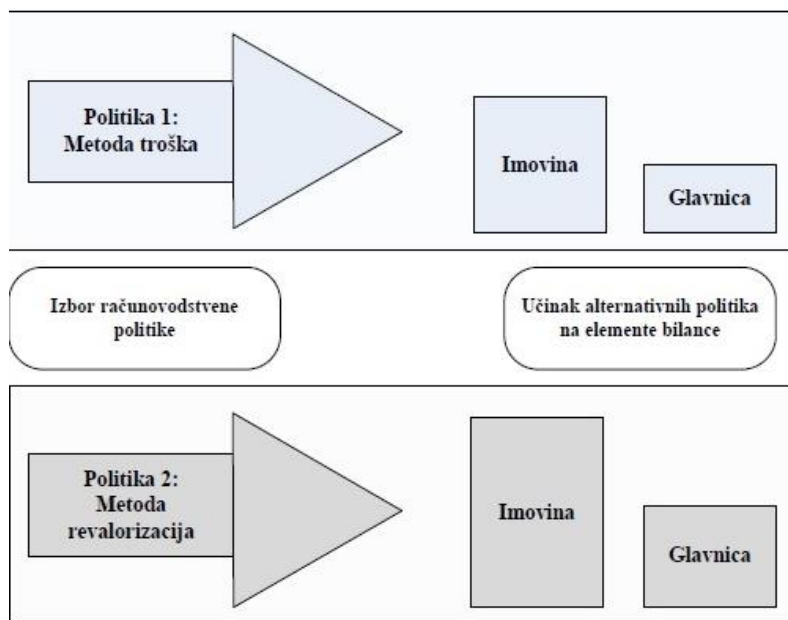 Politika 1:
Metoda troška
Imovina
Glavnica
Izbor računovodstvene
politike
Učinak alternativnih politika
na elemente bilance
Politika 2:
Metoda
revalorizacija
Imovina
Glavnica